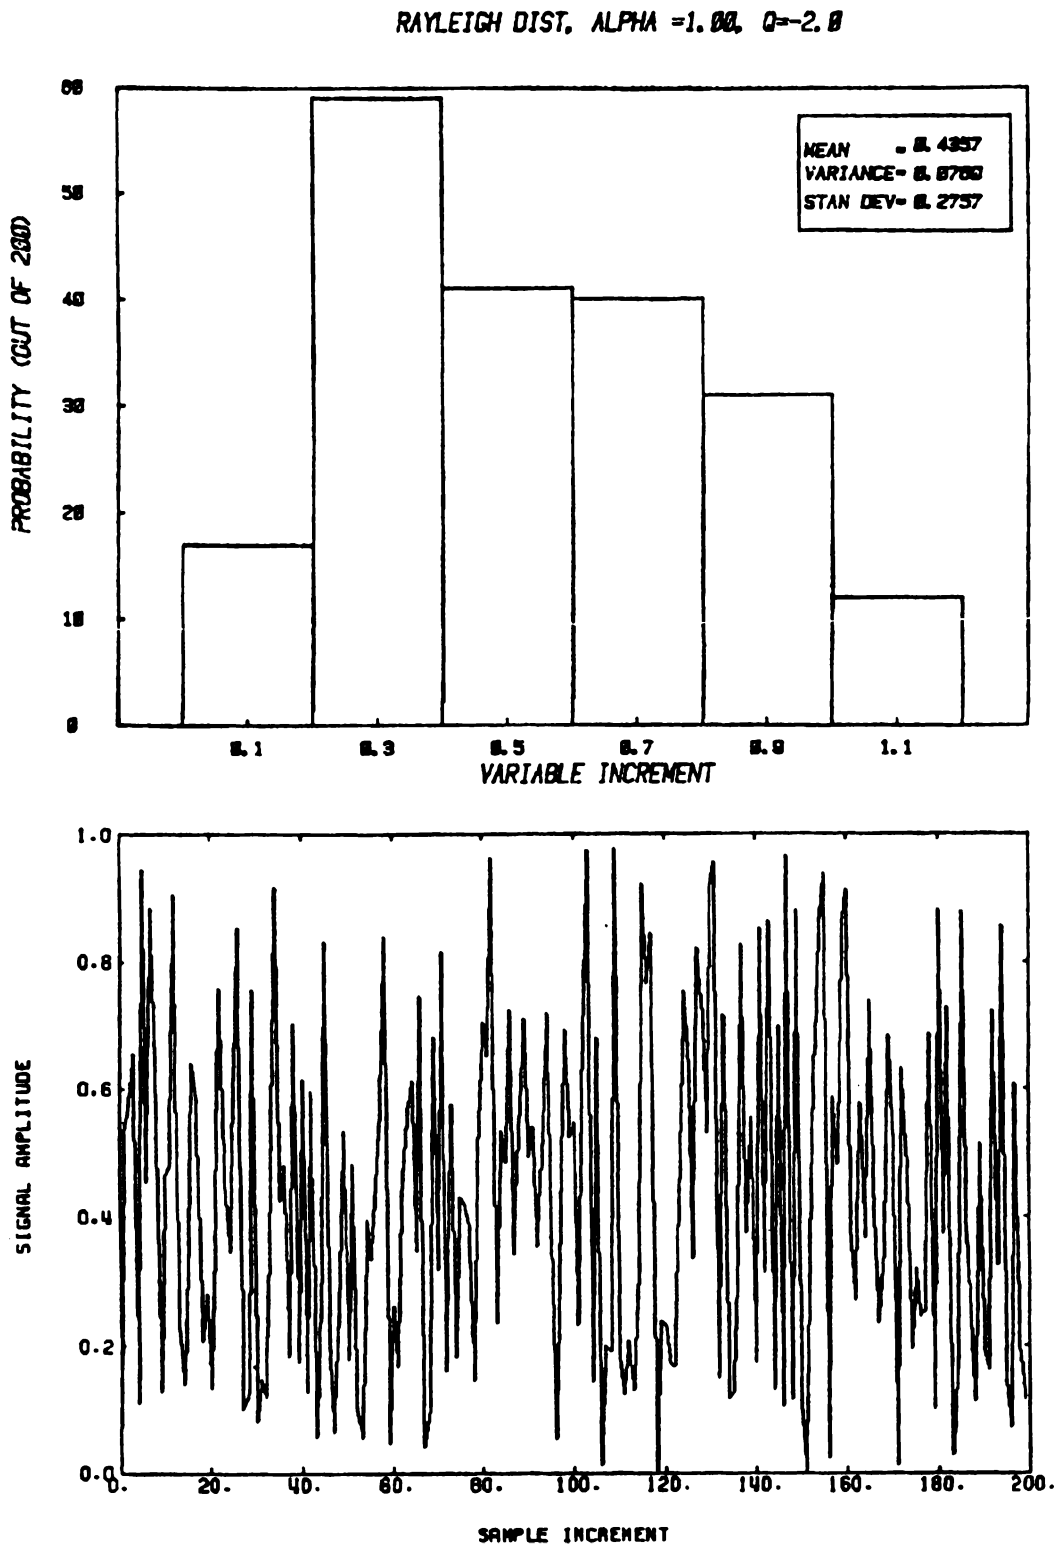 RAYLEIGH DIST, ALPHA =1.00, Q=-2.0
60
50
40
30
20
10
0
PROBABILITY (OUT OF 200)
MEAN = 0.4357
VARIANCE= 0.0760
STAN DEV= 0.2757
0.1 0.3 0.5 0.7 0.9 1.1
VARIABLE INCREMENT
1.0
0.8
0.6
0.4
0.2
0.0
SIGNAL AMPLITUDE
0. 20. 40. 60. 80. 100. 120. 140. 160. 180. 200.
SAMPLE INCREMENT